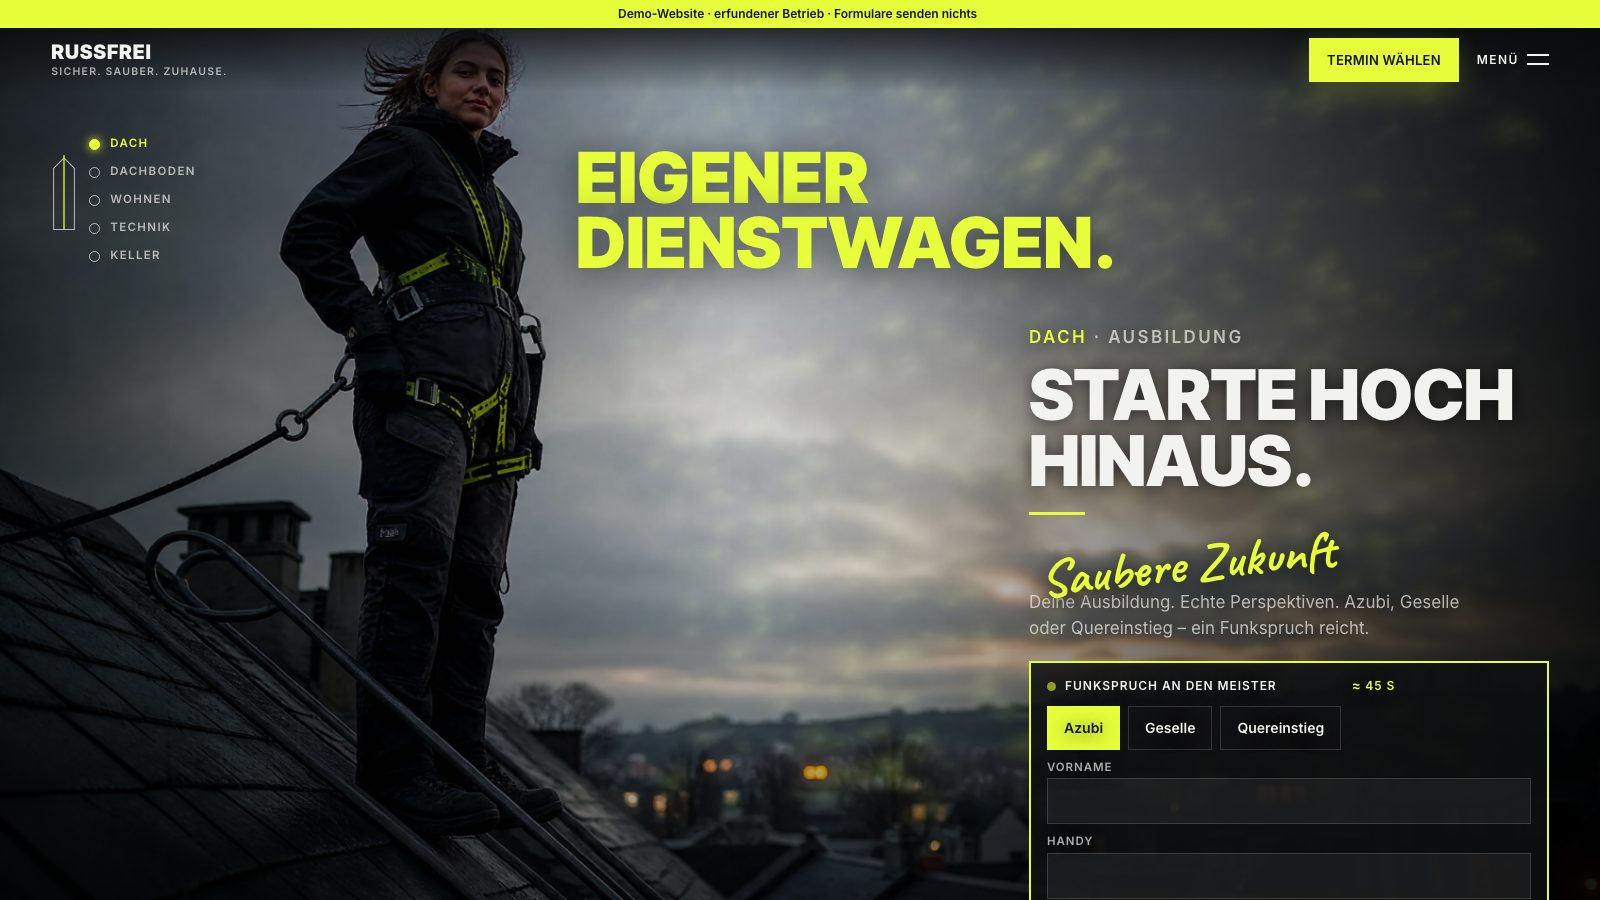 Demo-Website · erfundener Betrieb · Formulare senden nichts
RUSSFREI
SICHER. SAUBER. ZUHAUSE.
TERMIN WÄHLEN
MENÜ
DACH
DACHBODEN
WOHNEN
TECHNIK
KELLER
EIGENER
DIENSTWAGEN.
DACH · AUSBILDUNG
STARTE HOCH
HINAUS.
Saubere Zukunft
Deine Ausbildung. Echte Perspektiven. Azubi, Geselle
oder Quereinstieg – ein Funkspruch reicht.
FUNKSPRUCH AN DEN MEISTER
≈ 45 S
Azubi
Geselle
Quereinstieg
VORNAME
HANDY